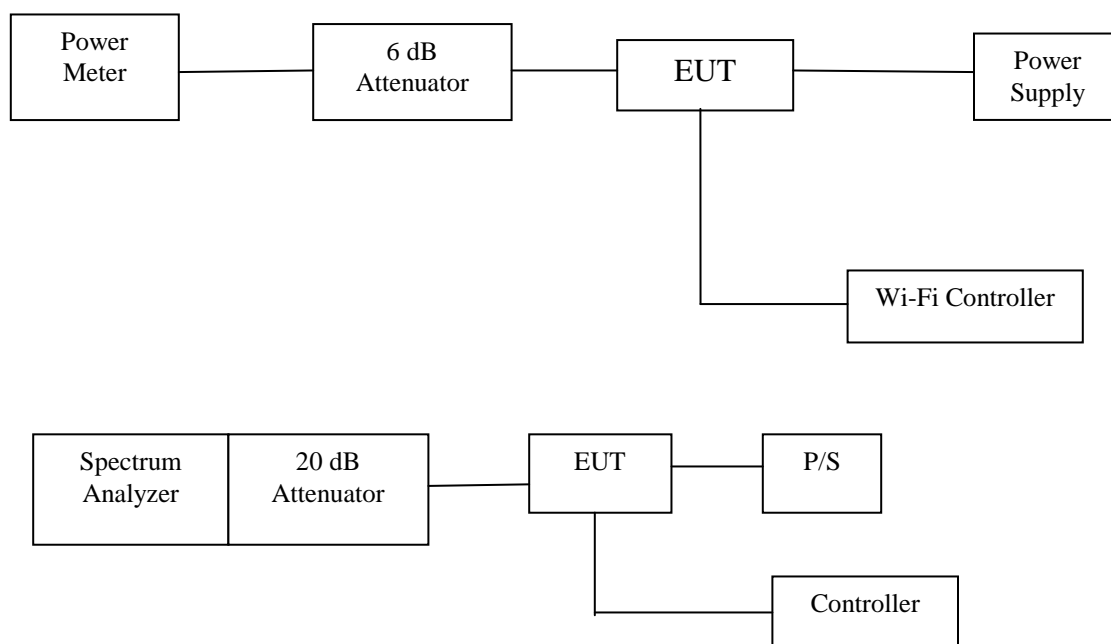 Power
Meter
6 dB
Attenuator
EUT
Power
Supply
Wi-Fi Controller
Spectrum
Analyzer
20 dB
Attenuator
EUT
P/S
Controller